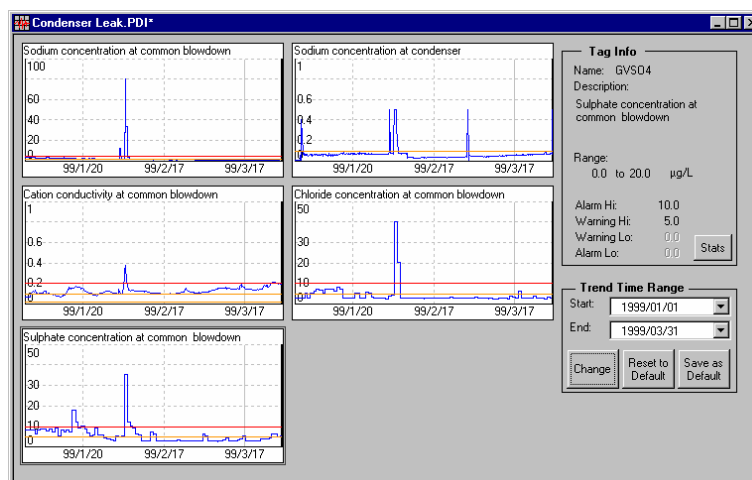 Condenser Leak.PDI*
Sodium concentration at common blowdown
100
60
40
20
0
99/1/20 99/2/17 99/3/17
Sodium concentration at condenser
1
0.6
0.4
0.2
0
99/1/20 99/2/17 99/3/17
Cation conductivity at common blowdown
1
0.6
0.4
0.2
0
99/1/20 99/2/17 99/3/17
Chloride concentration at common blowdown
50
30
20
10
0
99/1/20 99/2/17 99/3/17
Sulphate concentration at common blowdown
50
30
20
10
0
99/1/20 99/2/17 99/3/17
Tag Info
Name: GVSO4
Description:
Sulphate concentration at
common blowdown
Range:
0.0 to 20.0 µg/L
Alarm Hi: 10.0
Warning Hi: 5.0
Warning Lo: 0.0
Alarm Lo: 0.0
Stats
Trend Time Range
Start: 1999/01/01
End: 1999/03/31
Change
Reset to
Default
Save as
Default